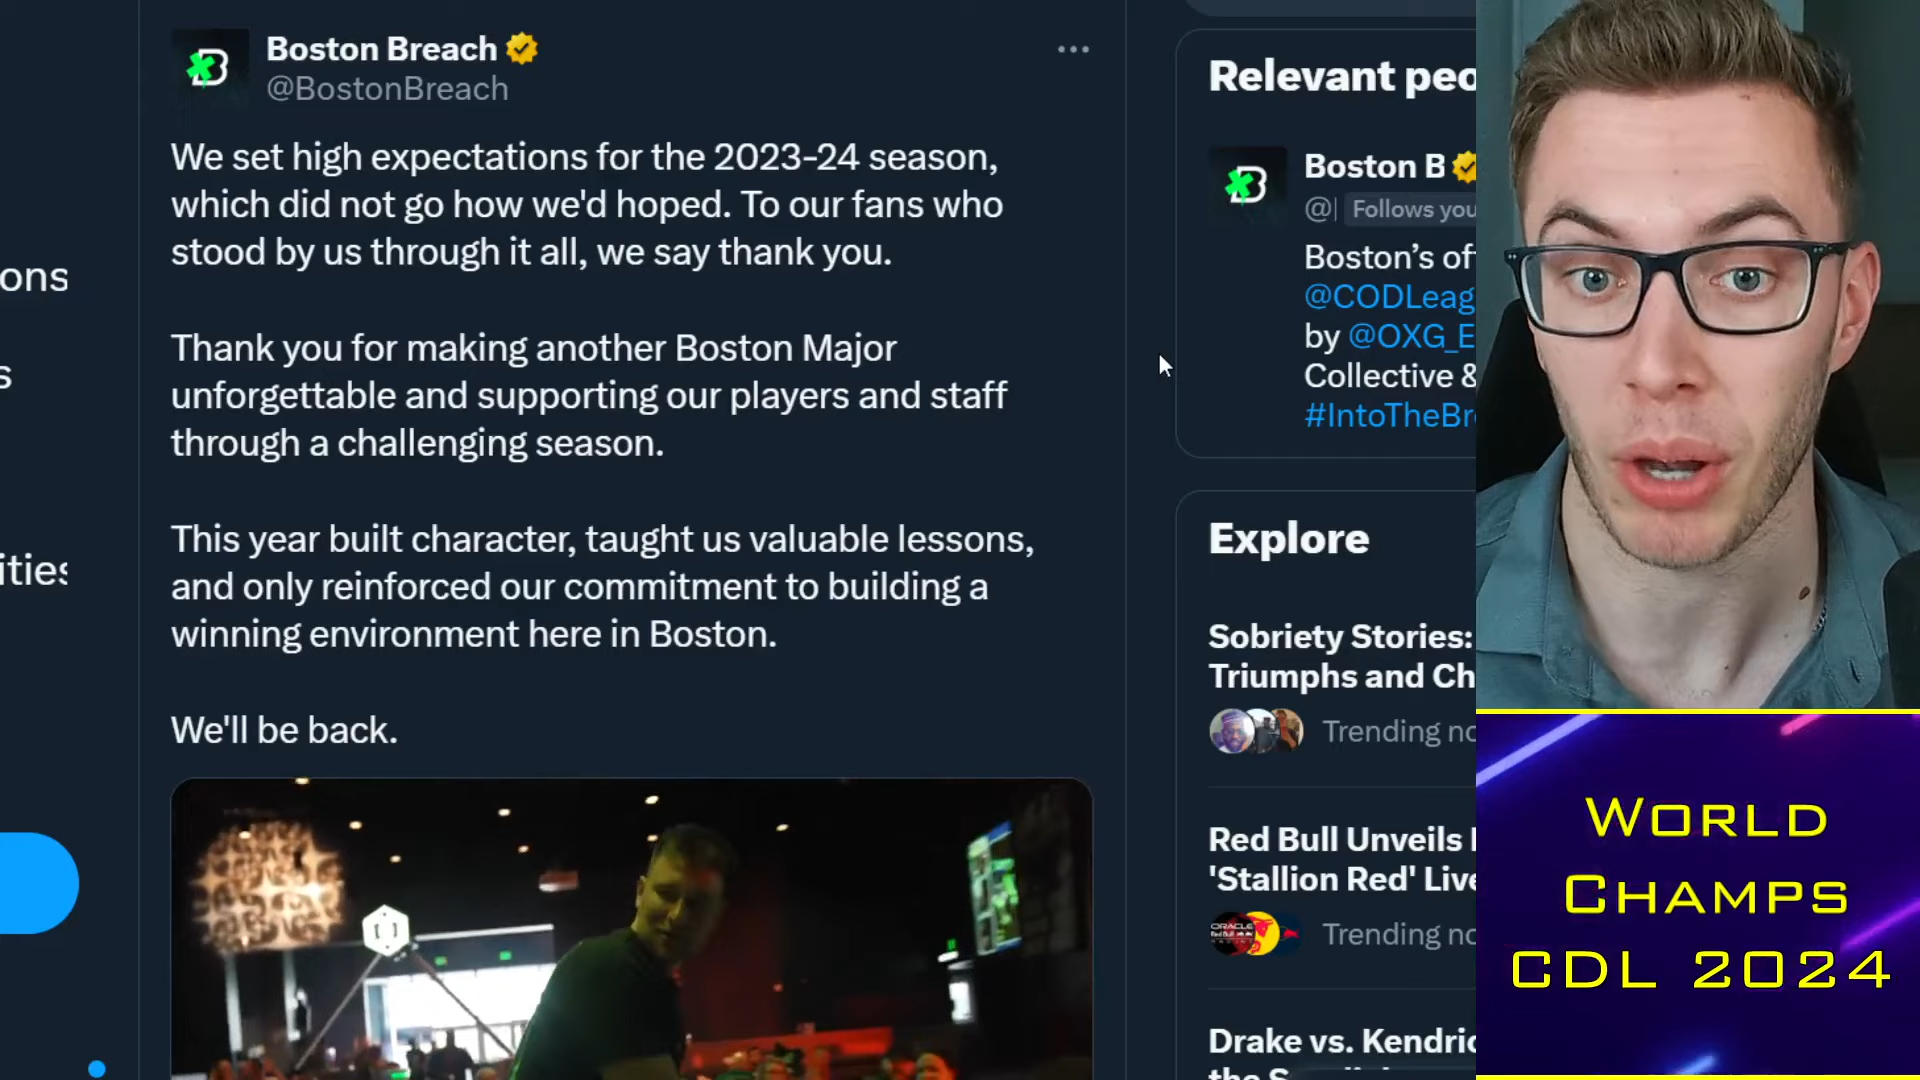 Boston Breach
@BostonBreach
We set high expectations for the 2023-24 season,
which did not go how we'd hoped. To our fans who
stood by us through it all, we say thank you.
Thank you for making another Boston Major
unforgettable and supporting our players and staff
through a challenging season.
This year built character, taught us valuable lessons,
and only reinforced our commitment to building a
winning environment here in Boston.
We'll be back.
ons
s
ities
Relevant peo
Boston B
@
Follows you
Boston’s of
@CODLeag
by @OXG_E
Collective &
#IntoTheBr
Explore
Sobriety Stories:
Triumphs and Ch
Trending no
Red Bull Unveils
'Stallion Red' Live
ORACLE
Red Bull
Trending no
Drake vs. Kendric
the
WORLD
CHAMPS
CDL 2024